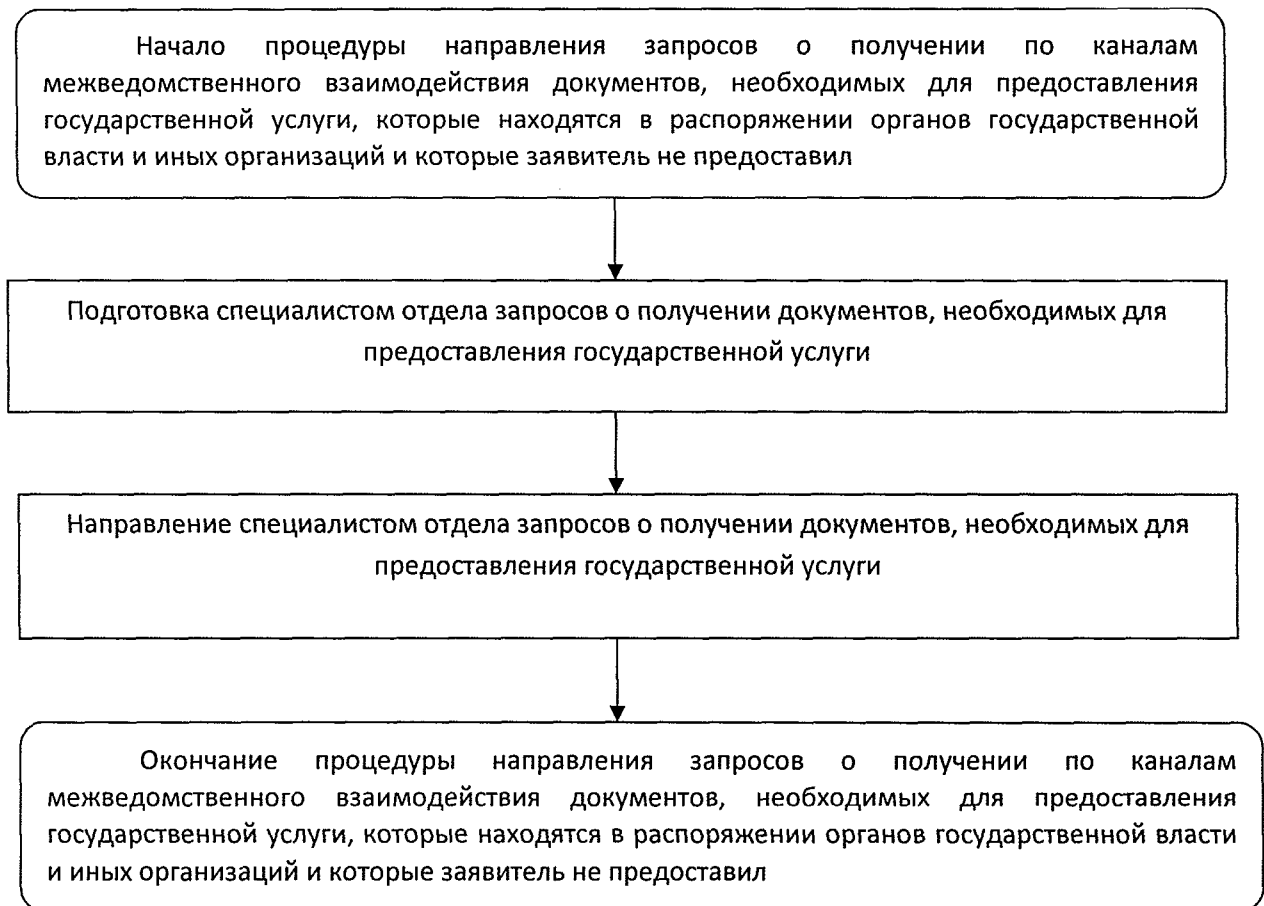 Начало процедуры направления запросов о получении по каналам
межведомственного взаимодействия документов, необходимых для предоставления
государственной услуги, которые находятся в распоряжении органов государственной
власти и иных организаций и которые заявитель не предоставил
Подготовка специалистом отдела запросов о получении документов, необходимых для
предоставления государственной услуги
Направление специалистом отдела запросов о получении документов, необходимых для
предоставления государственной услуги
Окончание процедуры направления запросов о получении по каналам
межведомственного взаимодействия документов, необходимых для предоставления
государственной услуги, которые находятся в распоряжении органов государственной власти
и иных организаций и которые заявитель не предоставил